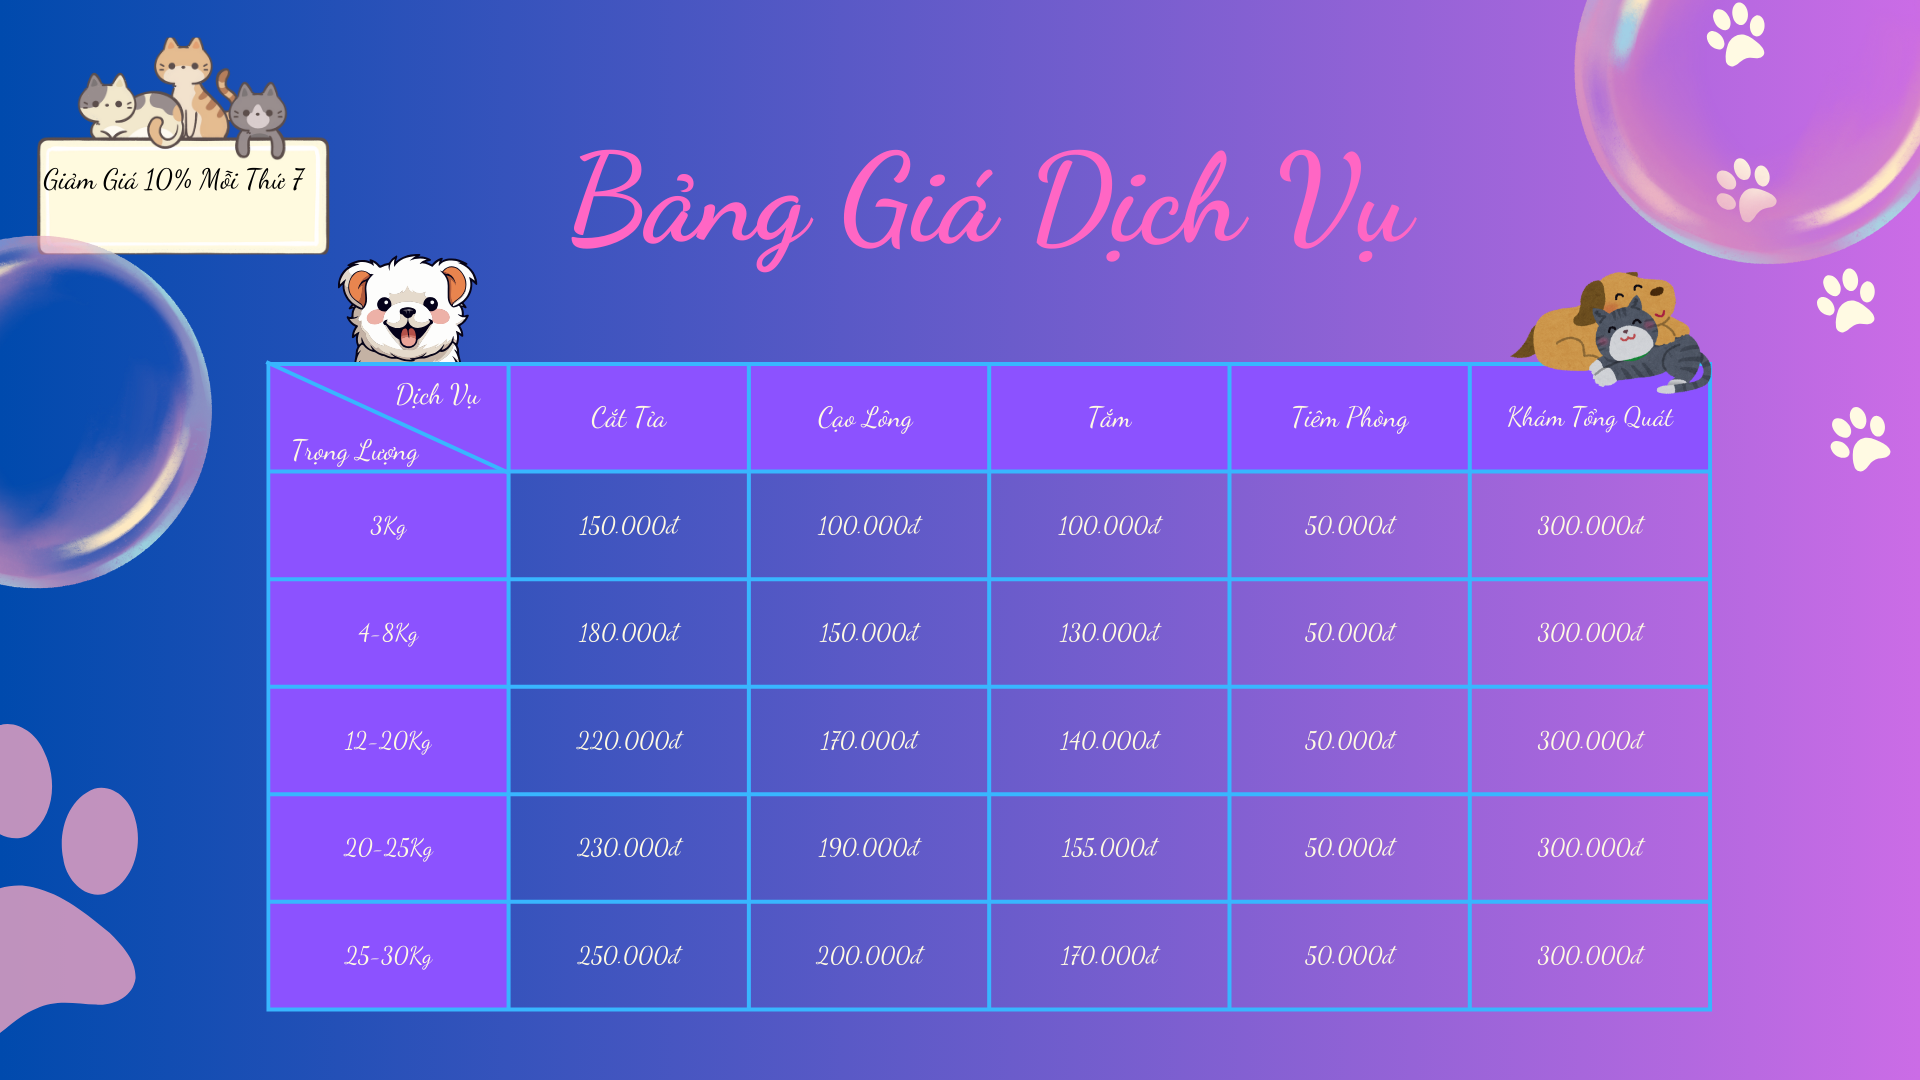 Giảm Giá 10% Mỗi Thứ 7
Bảng Giá Dịch Vụ
Dịch Vụ
Trọng Lượng
Cắt Tỉa
Cạo Lông
Tắm
Tiêm Phòng
Khám Tổng Quát
3Kg
150.000đ
100.000đ
100.000đ
50.000đ
300.000đ
4-8Kg
180.000đ
150.000đ
130.000đ
50.000đ
300.000đ
12-20Kg
220.000đ
170.000đ
140.000đ
50.000đ
300.000đ
20-25Kg
230.000đ
190.000đ
155.000đ
50.000đ
300.000đ
25-30Kg
250.000đ
200.000đ
170.000đ
50.000đ
300.000đ